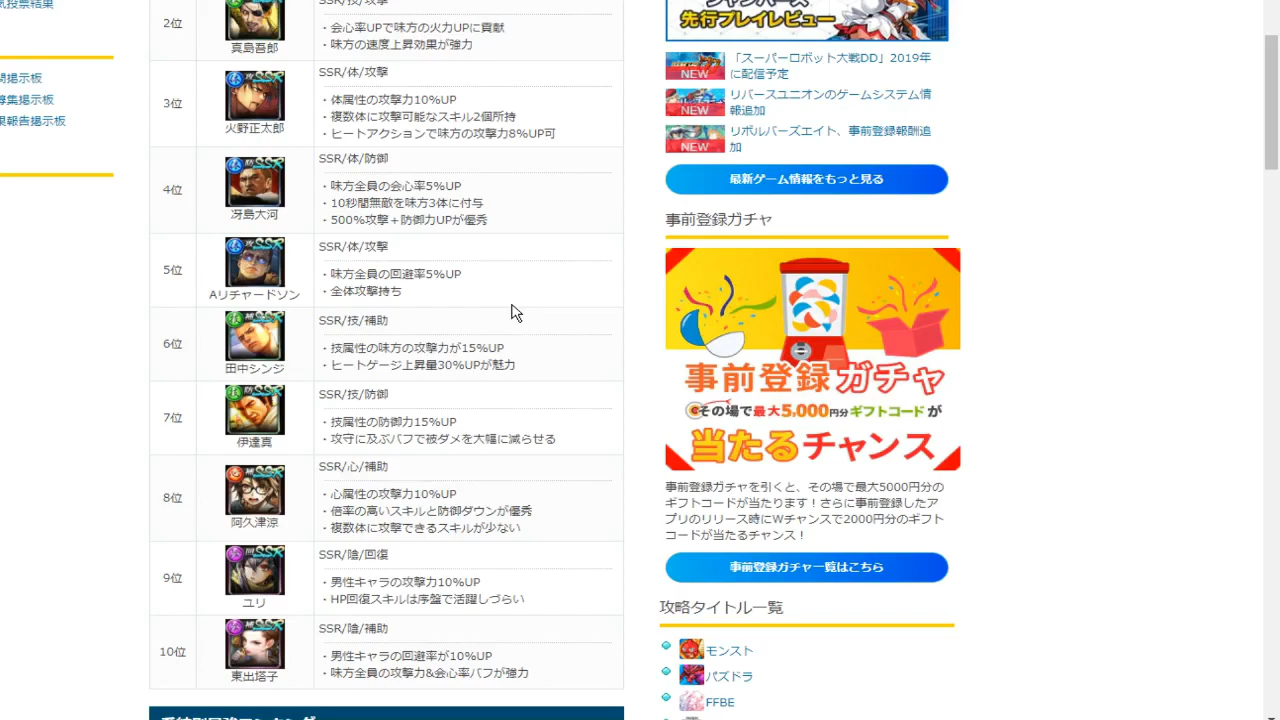 気投票結果
問掲示板
募集掲示板
果報告掲示板
2位
真島吾郎
SSR/技/攻撃
・会心率UPで味方の火力UPに貢献
・味方の速度上昇効果が強力
3位
火野正太郎
SSR/体/攻撃
・体属性の攻撃力10%UP
・複数体に攻撃可能なスキル2個所持
・ヒートアクションで味方の攻撃力8%UP可
4位
冴島大河
SSR/体/防御
・味方全員の会心率5%UP
・10秒間無敵を味方3体に付与
・500%攻撃+防御力UPが優秀
5位
Aリチャードソン
SSR/体/攻撃
・味方全員の回避率5%UP
・全体攻撃持ち
6位
田中シンジ
SSR/技/補助
・技属性の味方の攻撃力が15%UP
・ヒートゲージ上昇量30%UPが魅力
7位
伊達真
SSR/技/防御
・技属性の防御力15%UP
・攻守に及ぶバフで被ダメを大幅に減らせる
8位
阿久津涼
SSR/心/補助
・心属性の攻撃力10%UP
・倍率の高いスキルと防御ダウンが優秀
・複数体に攻撃できるスキルが少ない
9位
ユリ
SSR/陰/回復
・男性キャラの攻撃力10%UP
・HP回復スキルは序盤で活躍しづらい
10位
東出塔子
SSR/陰/補助
・男性キャラの回避率が10%UP
・味方全員の攻撃力&会心率バフが強力
先行プレイレビュー
NEW
「スーパーロボット大戦DD」2019年
に配信予定
NEW
リバースユニオンのゲームシステム情
報追加
NEW
リボルバーズエイト、事前登録報酬追
加
最新ゲーム情報をもっと見る
事前登録ガチャ
事前登録ガチャ
その場で最大5,000円分ギフトコードが
当たるチャンス
事前登録ガチャを引くと、その場で最大5000円分の
ギフトコードが当たります！さらに事前登録したア
プリのリリース時にWチャンスで2000円分のギフト
コードが当たるチャンス！
事前登録ガチャ一覧はこちら
攻略タイトル一覧
モンスト
パズドラ
FFBE